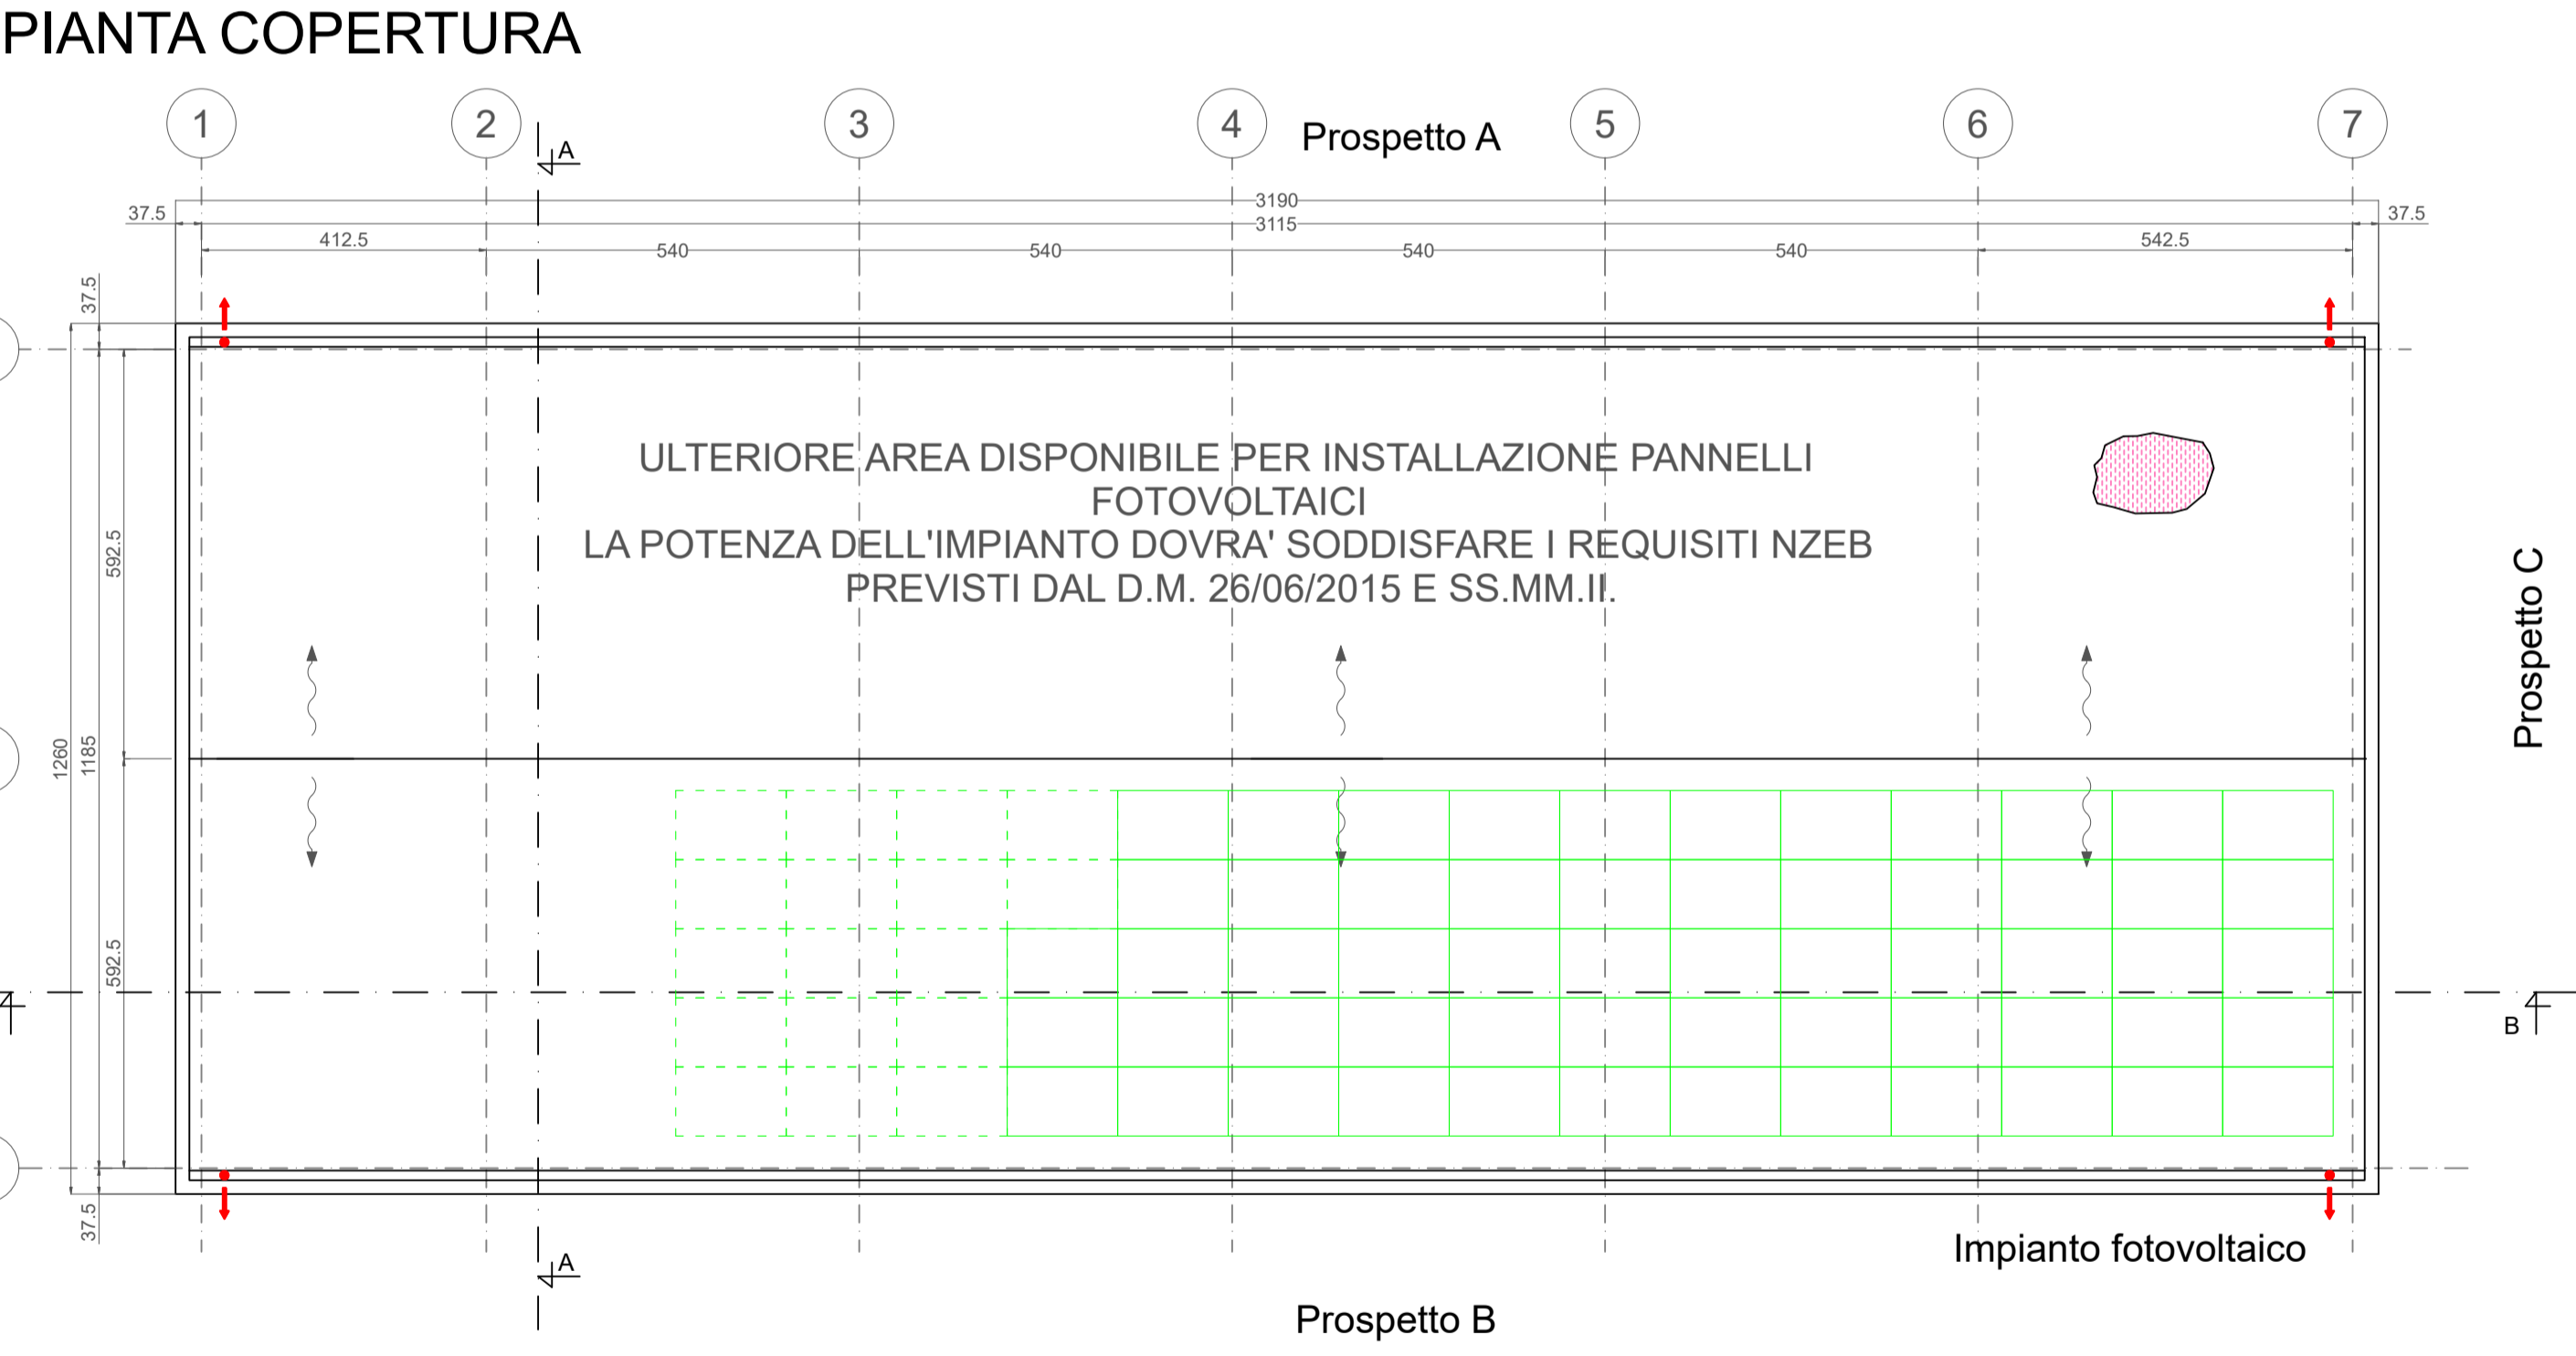 PIANTA COPERTURA
1 2 3 4 5 6 7
Prospetto A
A
3190
37.5 3115 37.5
412.5 540 540 540 540 542.5
37.5
ULTERIORE AREA DISPONIBILE PER INSTALLAZIONE PANNELLI
FOTOVOLTAICI
LA POTENZA DELL'IMPIANTO DOVRA' SODDISFARE I REQUISITI NZEB
PREVISTI DAL D.M. 26/06/2015 E SS.MM.II.
592.5
Prospetto C
1260
1185
592.5
B
37.5
Impianto fotovoltaico
A
Prospetto B